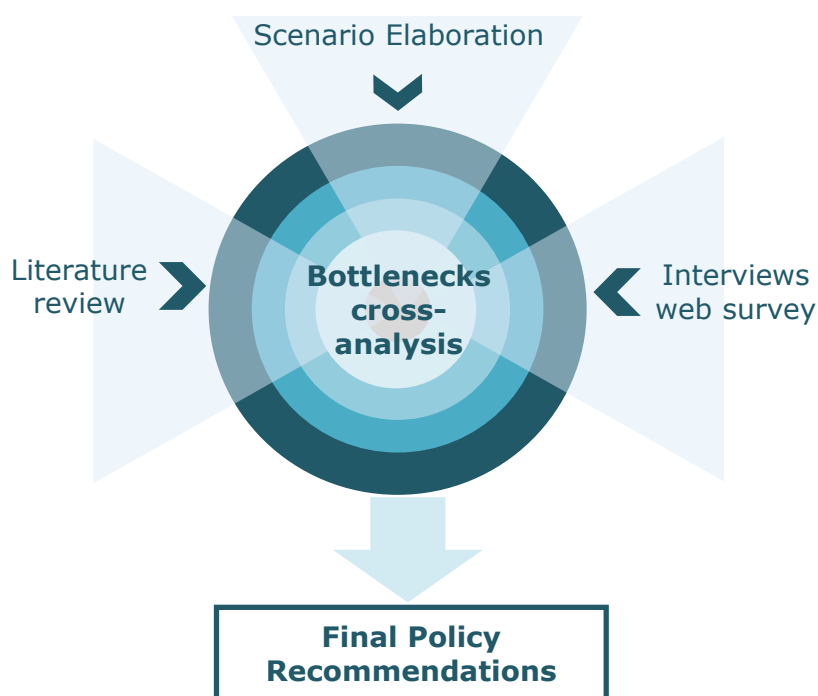 Scenario Elaboration
Literature
review
Bottlenecks
cross-
analysis
Interviews
web survey
Final Policy
Recommendations